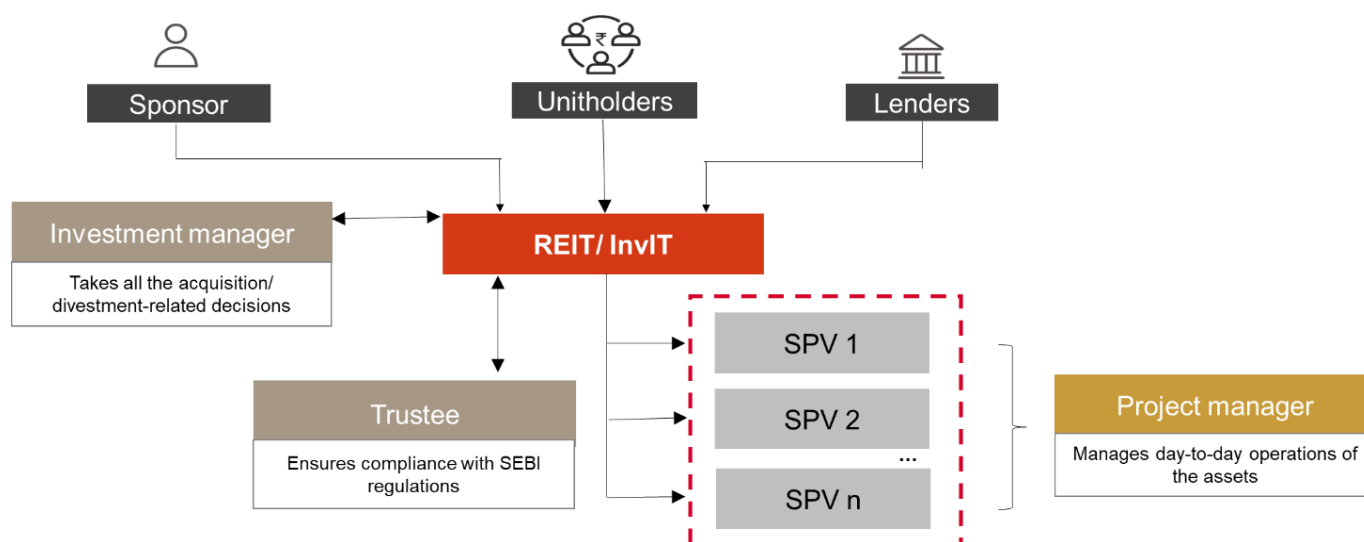 ₹
Sponsor
Unitholders
Lenders
Investment manager
Takes all the acquisition/
divestment-related decisions
REIT/ InvIT
Trustee
Ensures compliance with SEBI
regulations
SPV 1
SPV 2
...
SPV n
Project manager
Manages day-to-day operations of
the assets